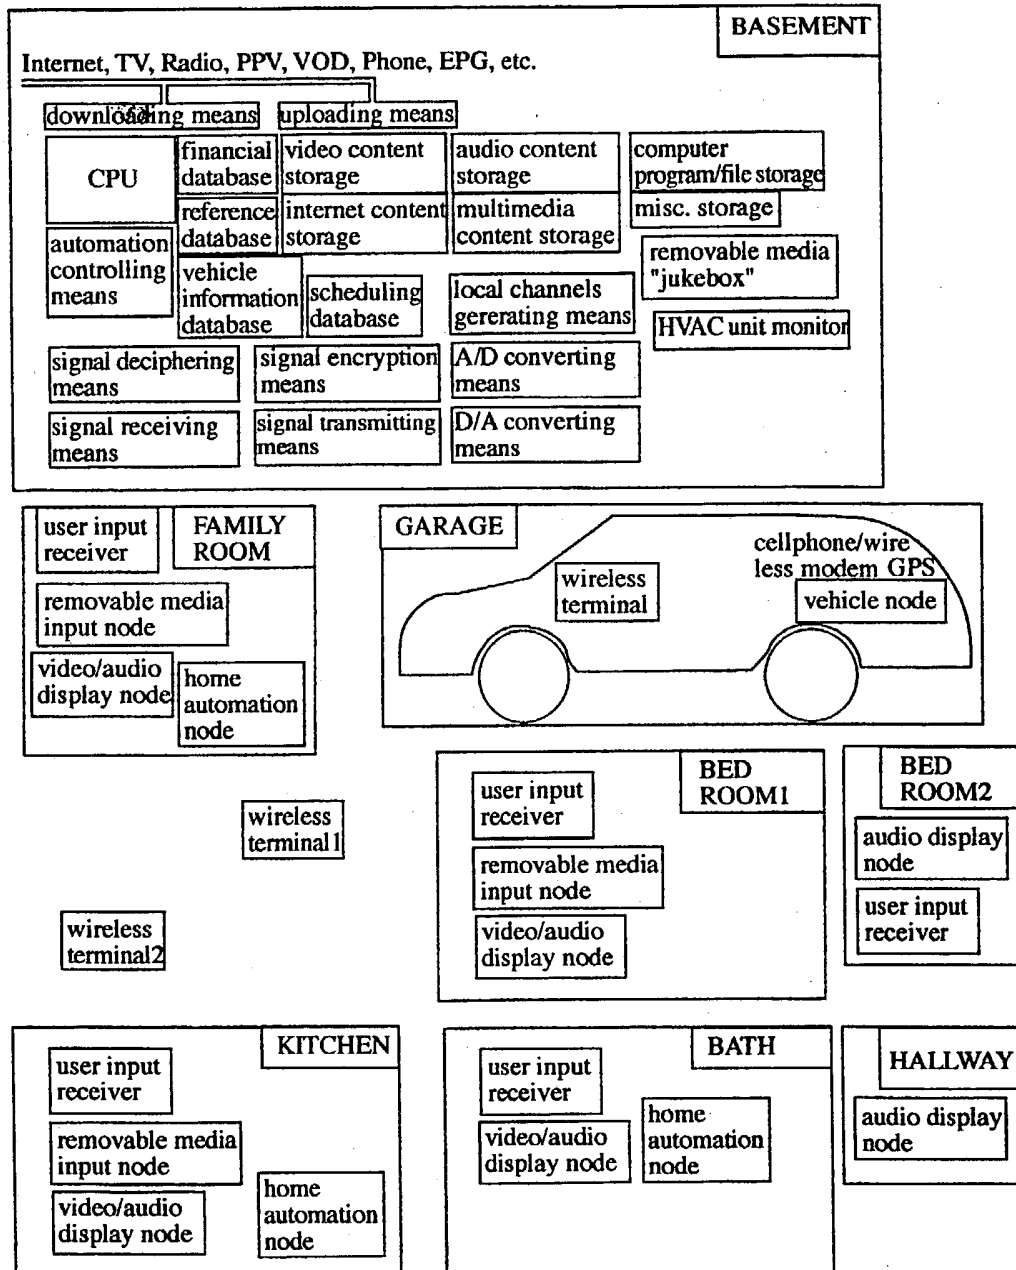 BASEMENT
Internet, TV, Radio, PPV, VOD, Phone, EPG, etc.
downloading means
uploading means
CPU
financial
database
video content
storage
audio content
storage
computer
program/file storage
reference
database
internet content
storage
multimedia
content storage
misc. storage
automation
controlling
means
vehicle
information
database
scheduling
database
local channels
gererating means
removable media
"jukebox"
HVAC unit monitor
signal deciphering
means
signal encryption
means
A/D converting
means
signal receiving
means
signal transmitting
means
D/A converting
means
user input
receiver
FAMILY
ROOM
removable media
input node
video/audio
display node
home
automation
node
GARAGE
wireless
terminal
cellphone/wire
less modem GPS
vehicle node
wireless
terminal1
wireless
terminal2
BED
ROOM1
user input
receiver
removable media
input node
video/audio
display node
BED
ROOM2
audio display
node
user input
receiver
KITCHEN
user input
receiver
removable media
input node
video/audio
display node
home
automation
node
BATH
user input
receiver
video/audio
display node
home
automation
node
HALLWAY
audio display
node